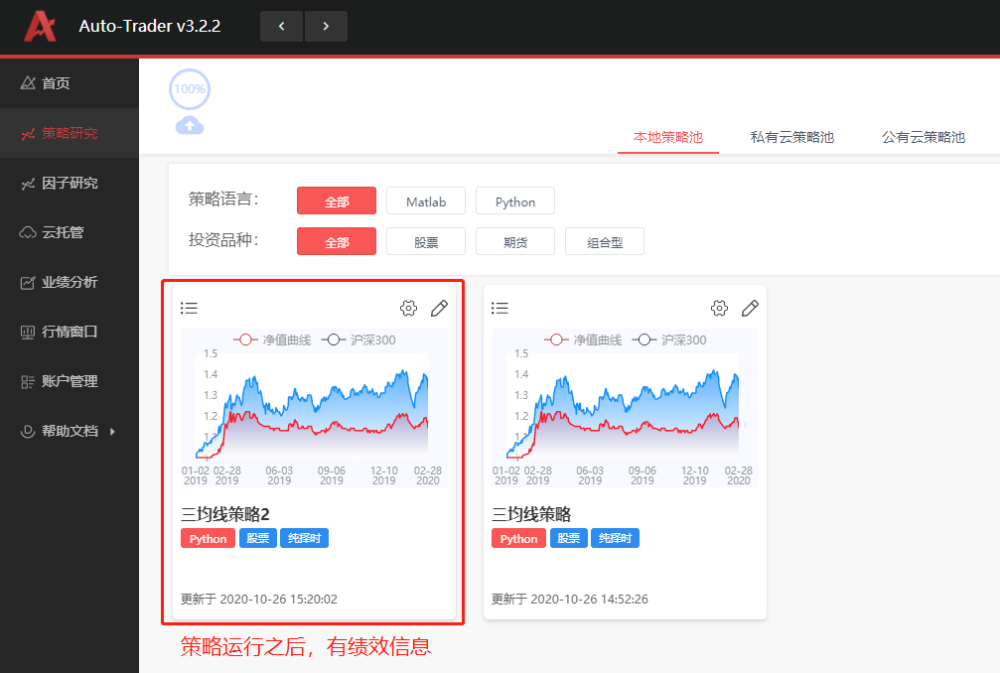 Auto-Trader v3.2.2
首页
策略研究
因子研究
云托管
业绩分析
行情窗口
账户管理
帮助文档
100%
本地策略池 私有云策略池 公有云策略池
策略语言: 全部 Matlab Python
投资品种: 全部 股票 期货 组合型
净值曲线 沪深300
1.5
1.4
1.3
1.2
1.1
01-02 02-28 06-03 09-06 12-10 02-28
2019 2019 2019 2019 2019 2020
三均线策略2
Python 股票 纯择时
更新于 2020-10-26 15:20:02
净值曲线 沪深300
1.5
1.4
1.3
1.2
1.1
01-02 02-28 06-03 09-06 12-10 02-28
2019 2019 2019 2019 2019 2020
三均线策略
Python 股票 纯择时
更新于 2020-10-26 14:52:26
策略运行之后，有绩效信息